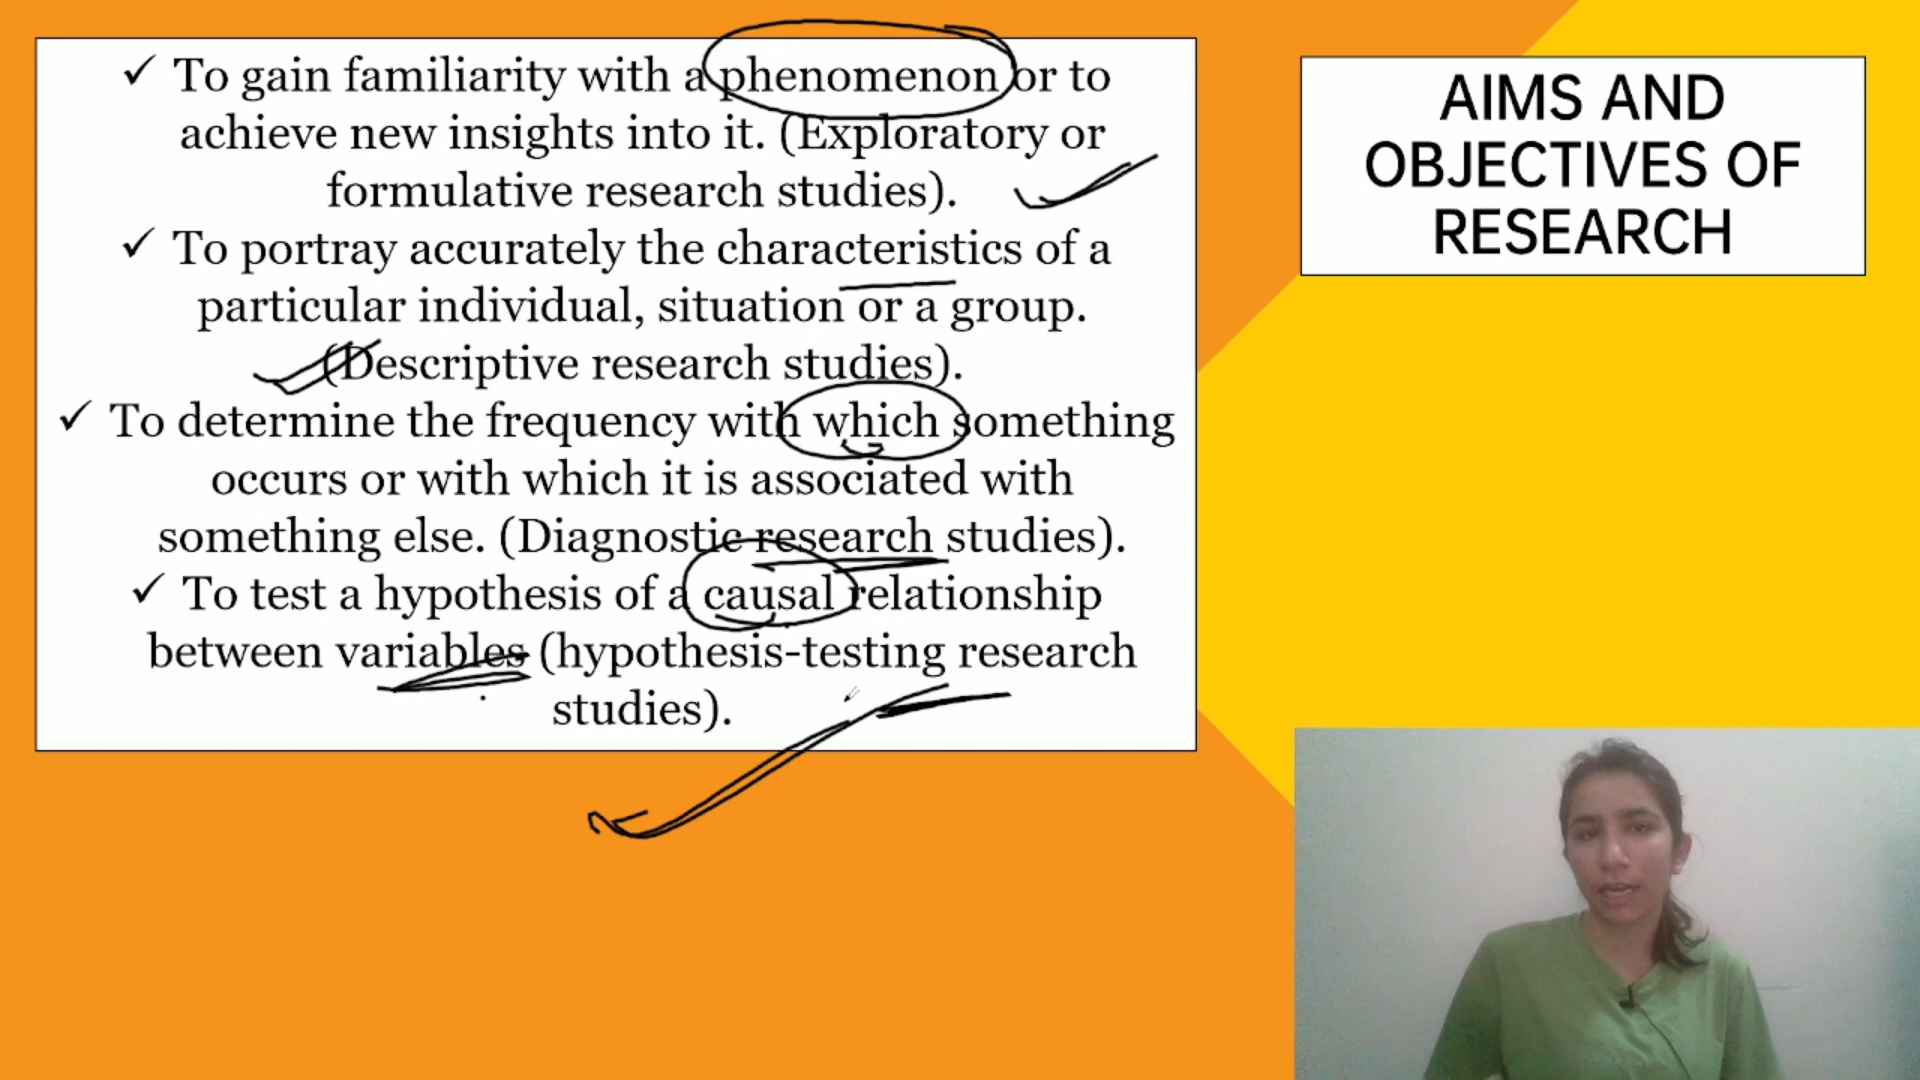 ✓ To gain familiarity with a phenomenon or to
achieve new insights into it. (Exploratory or
formulative research studies).
✓ To portray accurately the characteristics of a
particular individual, situation or a group.
(Descriptive research studies).
✓ To determine the frequency with which something
occurs or with which it is associated with
something else. (Diagnostic research studies).
✓ To test a hypothesis of a causal relationship
between variables (hypothesis-testing research
studies).
AIMS AND
OBJECTIVES OF
RESEARCH